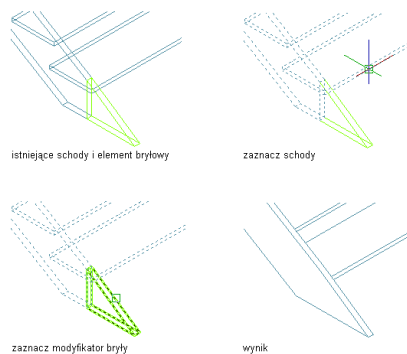 istniejące schody i element bryłowy
zaznacz schody
zaznacz modyfikator bryły
wynik